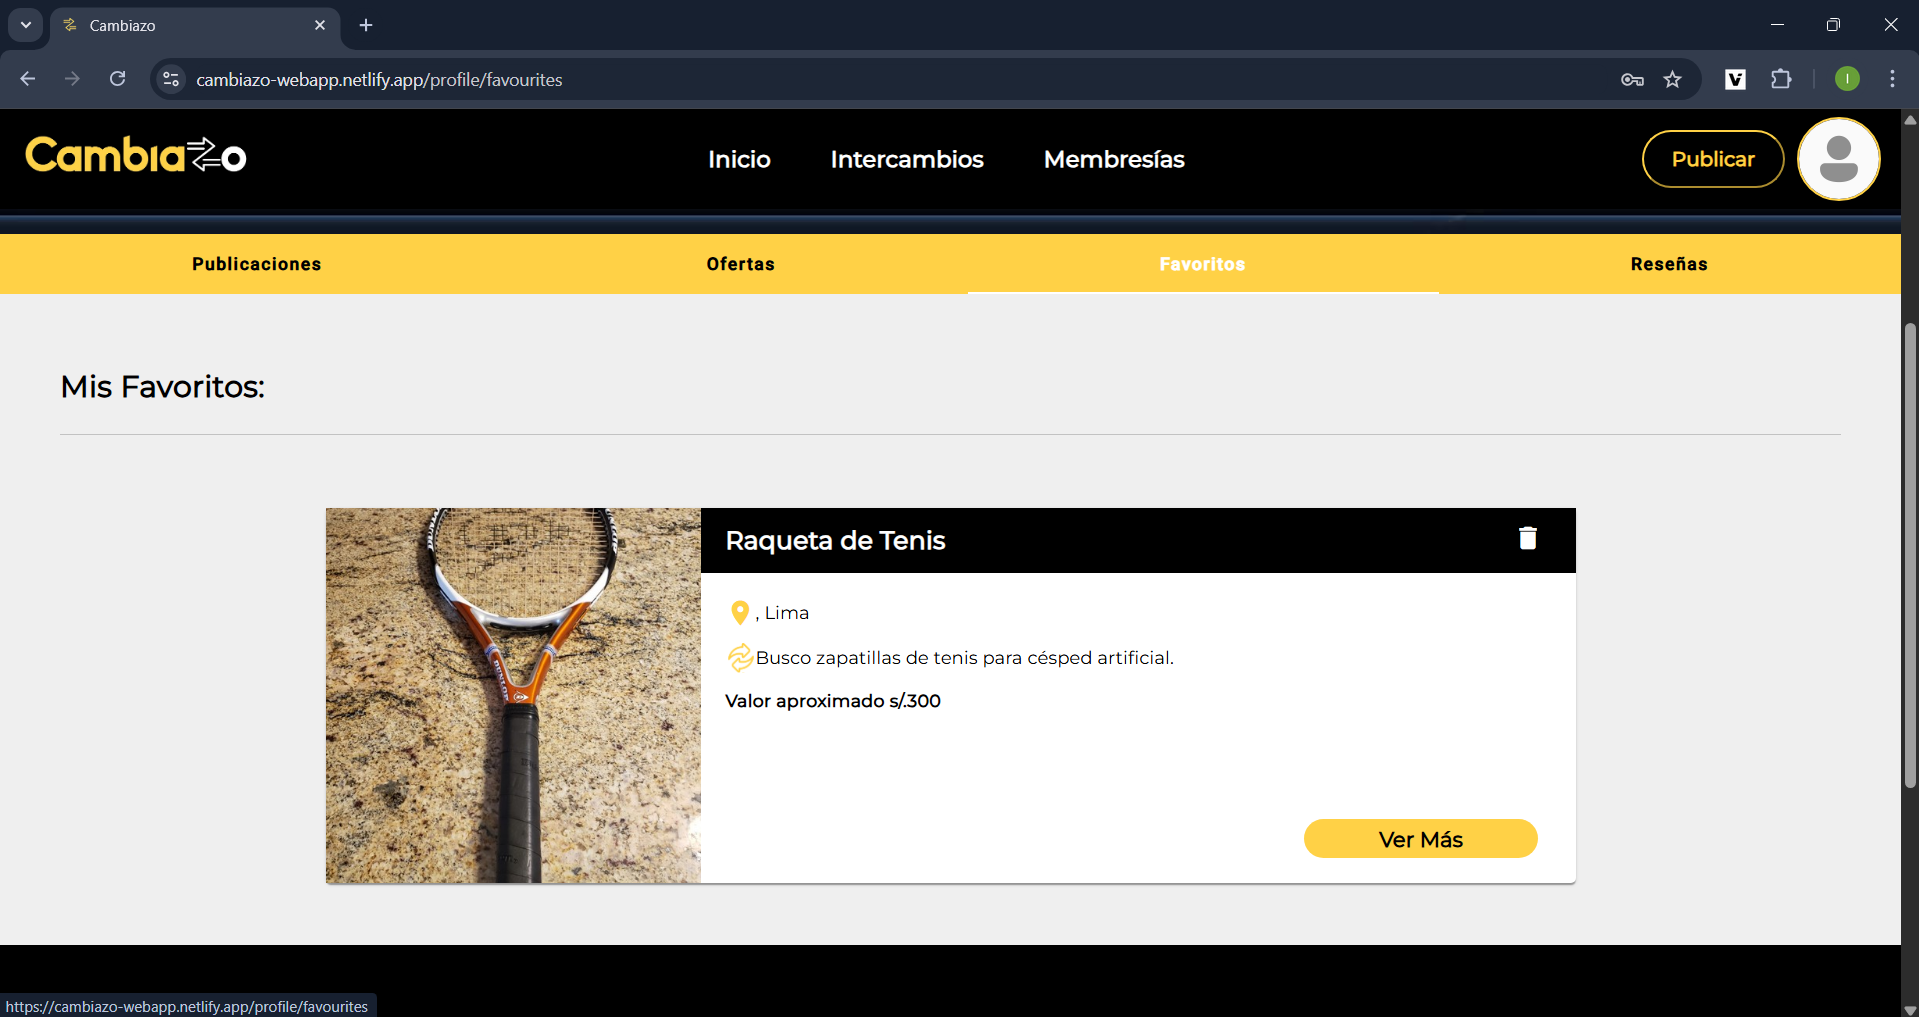 Cambiazo
cambiazo-webapp.netlify.app/profile/favourites
I
Cambiazo
Inicio
Intercambios
Membresías
Publicar
Publicaciones
Ofertas
Favoritos
Reseñas
Mis Favoritos:
DUNLOP
Raqueta de Tenis
, Lima
Busco zapatillas de tenis para césped artificial.
Valor aproximado s/.300
Ver Más
https://cambiazo-webapp.netlify.app/profile/favourites